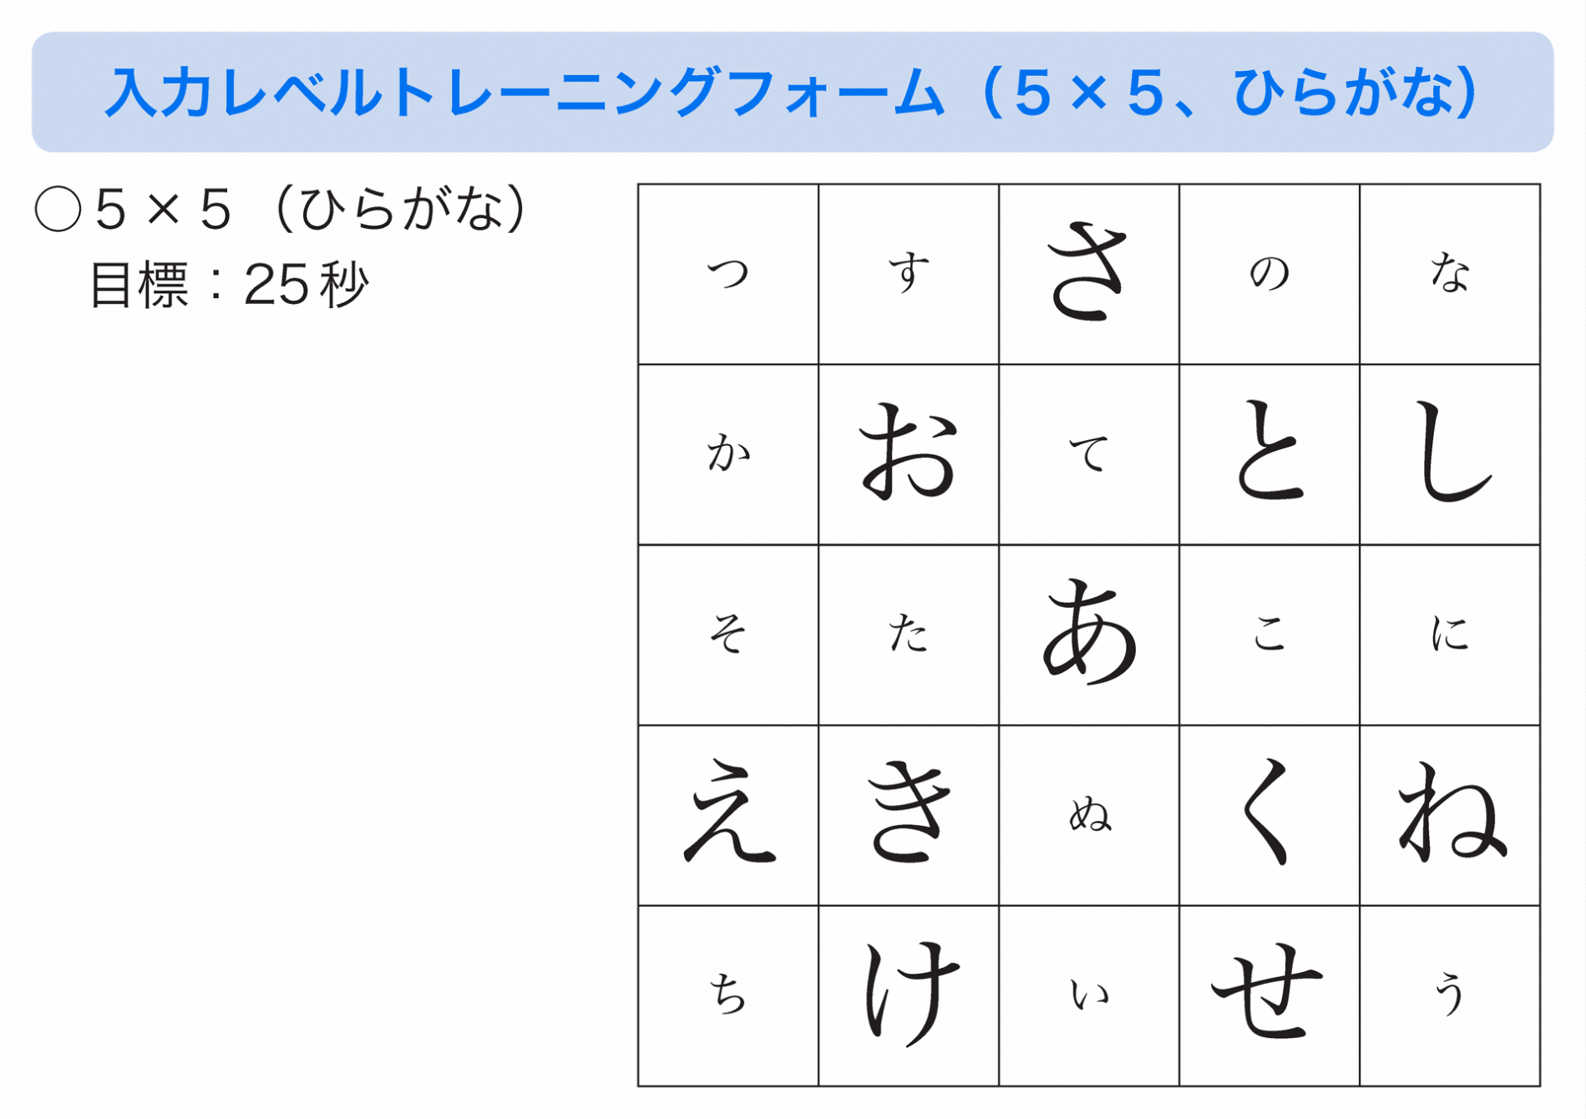 入力レベルトレーニングフォーム（５×５、ひらがな）
○５×５（ひらがな）
目標：25秒
つ す さ の な
か お て と し
そ た あ こ に
え き ぬ く ね
ち け い せ う